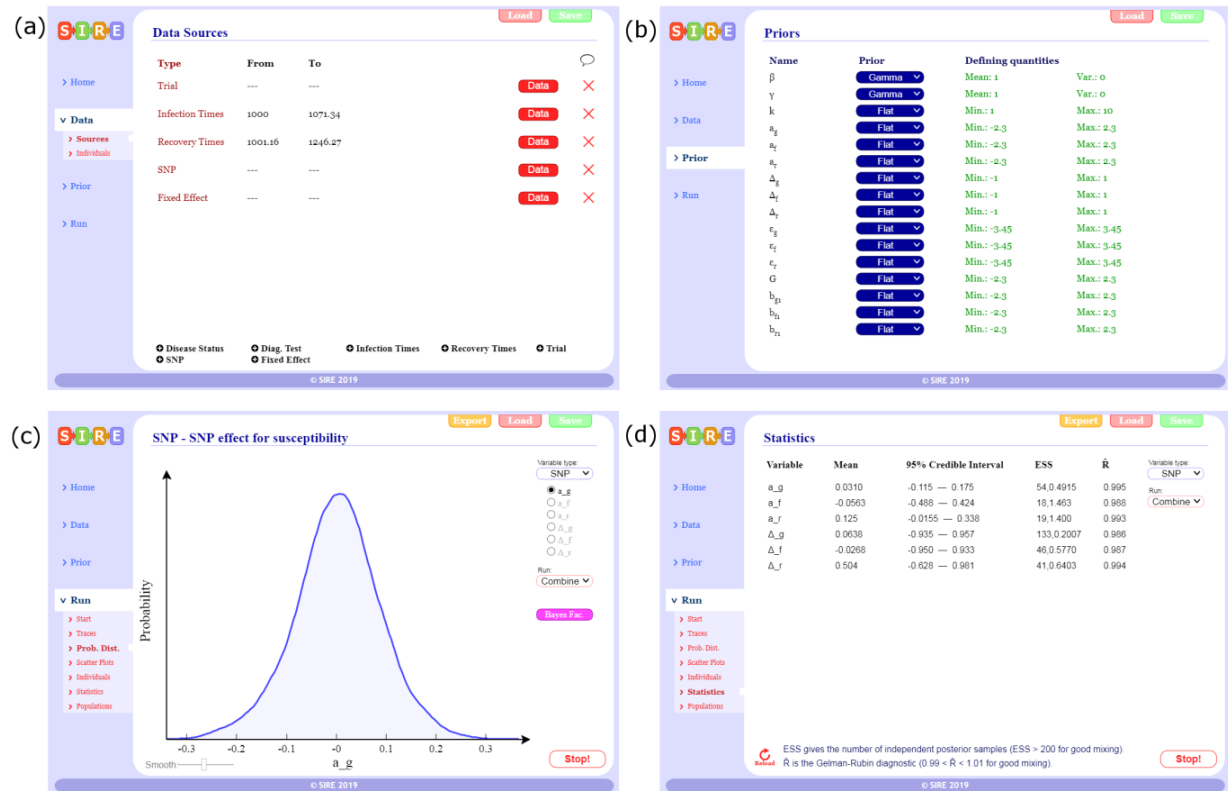 (a)
S I R E
Load Save
Data Sources
Type From To
Trial --- --- Data
Infection Times 1000 1071.34 Data
Recovery Times 1001.16 1246.27 Data
SNP --- --- Data
Fixed Effect --- --- Data
> Home
v Data
> Sources
> Individuals
> Prior
> Run
Disease Status Diag. Test Infection Times Recovery Times Trial
SNP Fixed Effect
© SIRE 2019
(b)
S I R E
Load Save
Priors
Name Prior Defining quantities
β Gamma Mean: 1 Var.: 0
γ Gamma Mean: 1 Var.: 0
k Flat Min.: 1 Max.: 10
a_g Flat Min.: -2.3 Max.: 2.3
a_f Flat Min.: -2.3 Max.: 2.3
a_r Flat Min.: -2.3 Max.: 2.3
Δ_g Flat Min.: -1 Max.: 1
Δ_f Flat Min.: -1 Max.: 1
Δ_r Flat Min.: -1 Max.: 1
ε_g Flat Min.: -3.45 Max.: 3.45
ε_f Flat Min.: -3.45 Max.: 3.45
ε_r Flat Min.: -3.45 Max.: 3.45
G Flat Min.: -2.3 Max.: 2.3
b_g1 Flat Min.: -2.3 Max.: 2.3
b_f1 Flat Min.: -2.3 Max.: 2.3
b_r1 Flat Min.: -2.3 Max.: 2.3
> Home
> Data
> Prior
> Run
© SIRE 2019
(c)
S I R E
Export Load Save
SNP - SNP effect for susceptibility
> Home
> Data
> Prior
v Run
> Start
> Traces
> Prob. Dist.
> Scatter Plots
> Individuals
> Statistics
> Populations
Probability
-0.3 -0.2 -0.1 -0 0.1 0.2 0.3
a_g
Smooth:
Variable type:
SNP
a_g
a_f
a_r
Δ_g
Δ_f
Δ_r
Run:
Combine
Bayes Fac.
Stop!
© SIRE 2019
(d)
S I R E
Export Load Save
Statistics
Variable Mean 95% Credible Interval ESS R̂
a_g 0.0310 -0.115 — 0.175 54,0.4915 0.995
a_f -0.0563 -0.488 — 0.424 18,1.463 0.988
a_r 0.125 -0.0155 — 0.338 19,1.400 0.993
Δ_g 0.0638 -0.935 — 0.957 133,0.2007 0.986
Δ_f -0.0268 -0.950 — 0.933 46,0.5770 0.987
Δ_r 0.504 -0.628 — 0.981 41,0.6403 0.994
Variable type:
SNP
Run:
Combine
> Home
> Data
> Prior
v Run
> Start
> Traces
> Prob. Dist.
> Scatter Plots
> Individuals
> Statistics
> Populations
Reload
ESS gives the number of independent posterior samples (ESS > 200 for good mixing).
R̂ is the Gelman-Rubin diagnostic (0.99 < R̂ < 1.01 for good mixing).
Stop!
© SIRE 2019